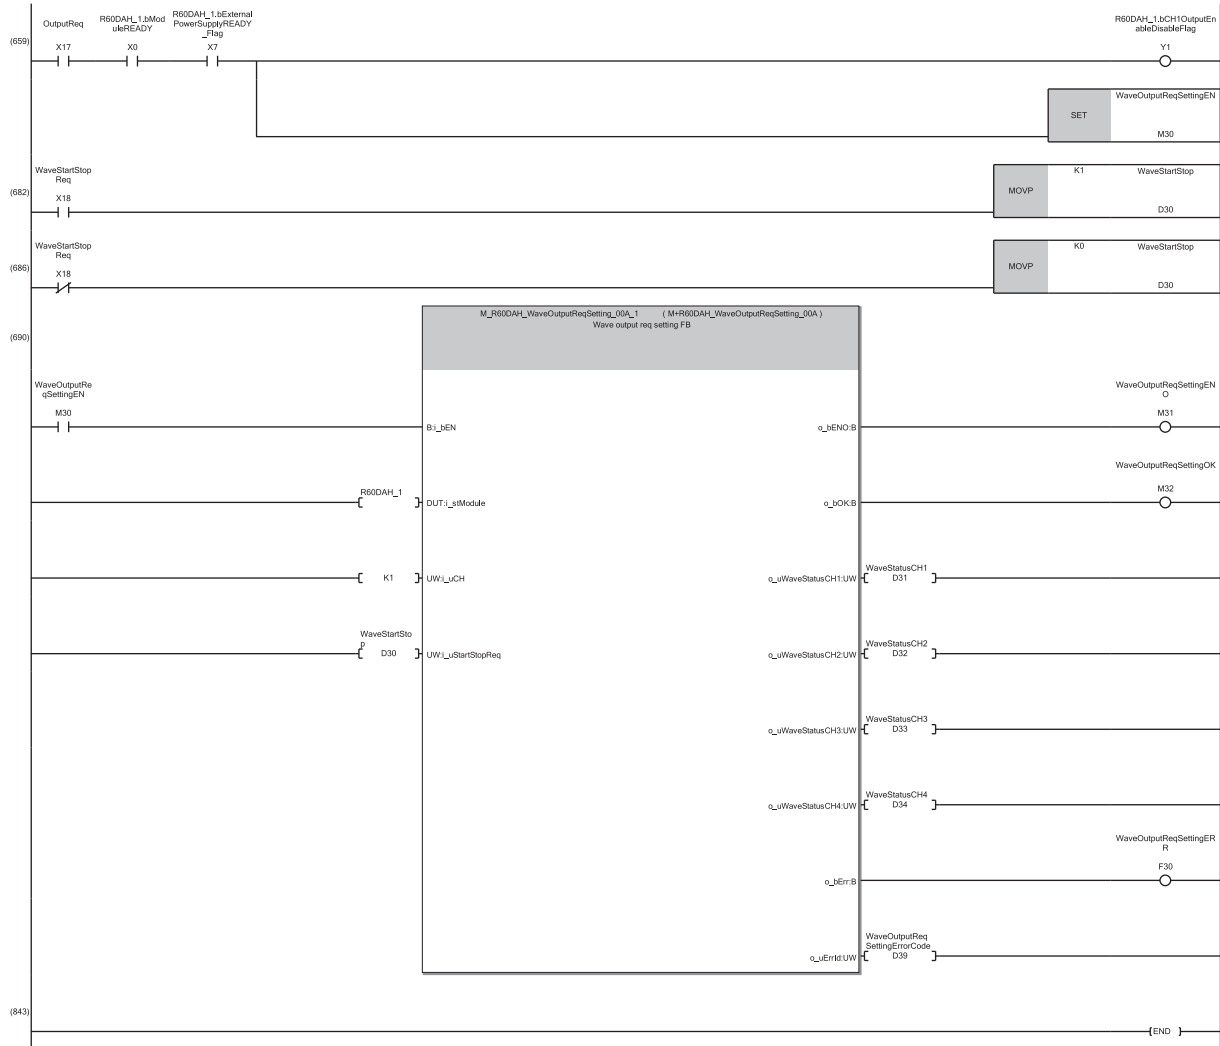 OutputReq
R60DAH_1.bMod
uleREADY
R60DAH_1.bExternal
PowerSupplyREADY
_Flag
R60DAH_1.bCH1OutputEn
ableDisableFlag
(659)
X17
X0
X7
Y1
SET
WaveOutputReqSettingEN
M30
WaveStartStop
Req
(682)
X18
MOVP
K1
WaveStartStop
D30
WaveStartStop
Req
(686)
X18
MOVP
K0
WaveStartStop
D30
(690)
M_R60DAH_WaveOutputReqSetting_00A_1 ( M+R60DAH_WaveOutputReqSetting_00A )
Wave output req setting FB
WaveOutputRe
qSettingEN
M30
B:i_bEN
o_bENO:B
WaveOutputReqSettingEN
O
M31
R60DAH_1
DUT:i_stModule
o_bOK:B
WaveOutputReqSettingOK
M32
K1
UW:i_uCH
o_uWaveStatusCH1:UW
WaveStatusCH1
D31
WaveStartSto
p
D30
UW:i_uStartStopReq
o_uWaveStatusCH2:UW
WaveStatusCH2
D32
o_uWaveStatusCH3:UW
WaveStatusCH3
D33
o_uWaveStatusCH4:UW
WaveStatusCH4
D34
o_bErr:B
WaveOutputReqSettingER
R
F30
o_uErrId:UW
WaveOutputReq
SettingErrorCode
D39
(843)
END